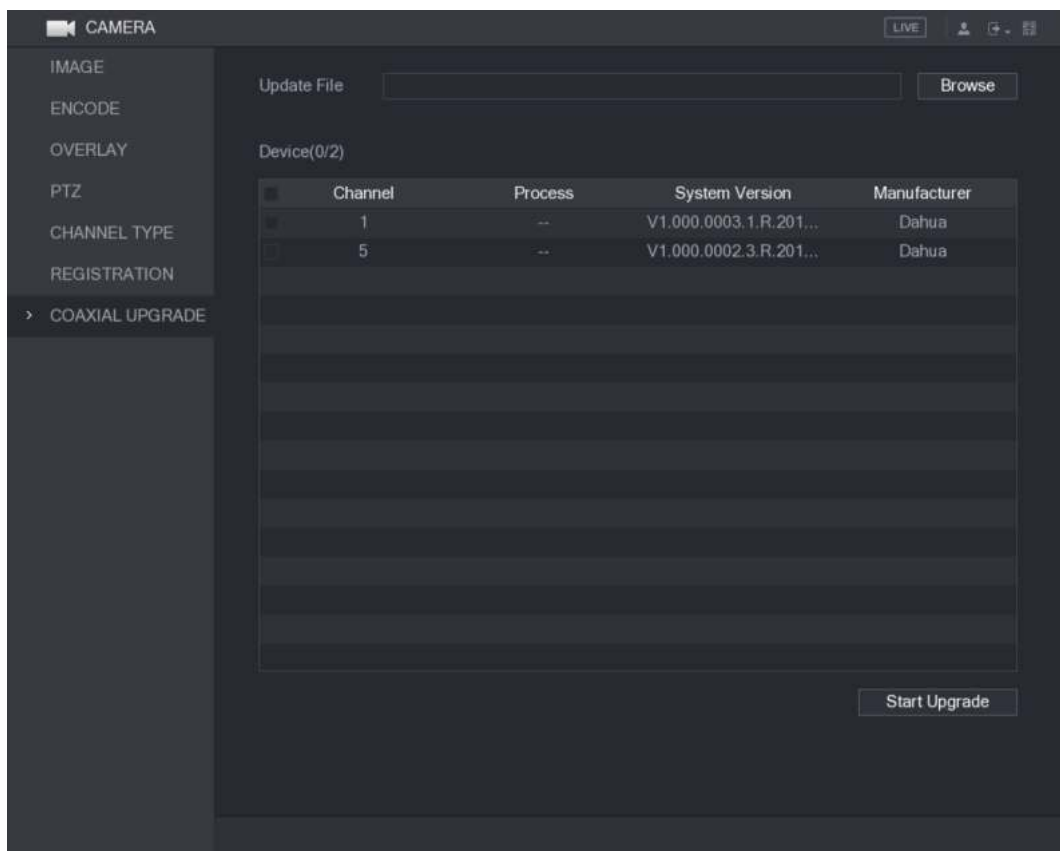 CAMERA
LIVE
IMAGE
ENCODE
OVERLAY
PTZ
CHANNEL TYPE
REGISTRATION
> COAXIAL UPGRADE
Update File
Browse
Device(0/2)
Channel Process System Version Manufacturer
1 -- V1.000.0003.1.R.201... Dahua
5 -- V1.000.0002.3.R.201... Dahua
Start Upgrade